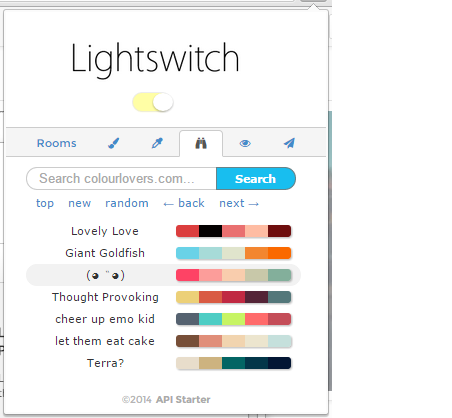 Lightswitch
Rooms
Search colourlovers.com... Search
top new random ← back next →
Lovely Love
Giant Goldfish
Thought Provoking
cheer up emo kid
let them eat cake
Terra?
©2014 API Starter